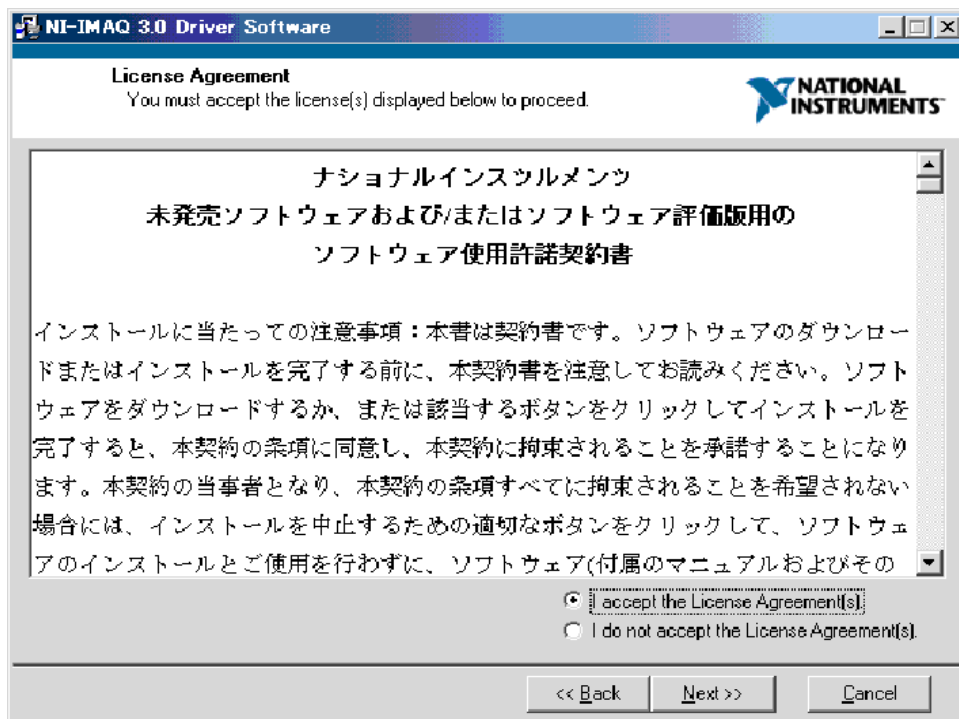 NI-IMAQ 3.0 Driver Software
License Agreement
You must accept the license(s) displayed below to proceed.
NATIONAL
INSTRUMENTS™
ナショナルインスツルメンツ
未発売ソフトウェアおよび/またはソフトウェア評価版用の
ソフトウェア使用許諾契約書
インストールに当たっての注意事項：本書は契約書です。ソフトウェアのダウンロー
ドまたはインストールを完了する前に、本契約書を注意してお読みください。ソフト
ウェアをダウンロードするか、または該当するボタンをクリックしてインストールを
完了すると、本契約の条項に同意し、本契約に拘束されることを承諾することになり
ます。本契約の当事者となり、本契約の条項すべてに拘束されることを希望されない
場合には、インストールを中止するための適切なボタンをクリックして、ソフトウェ
アのインストールとご使用を行わずに、ソフトウェア(付属のマニュアルおよびその
I accept the License Agreement(s).
I do not accept the License Agreement(s).
<< Back
Next >>
Cancel